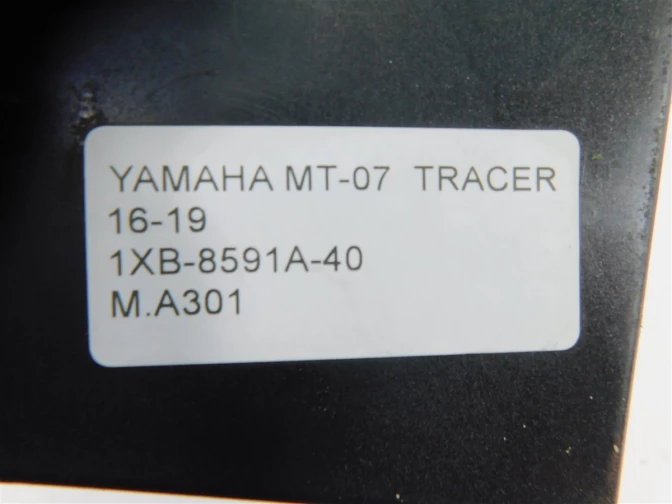 YAMAHA MT-07 TRACER
16-19
1XB-8591A-40
M.A301